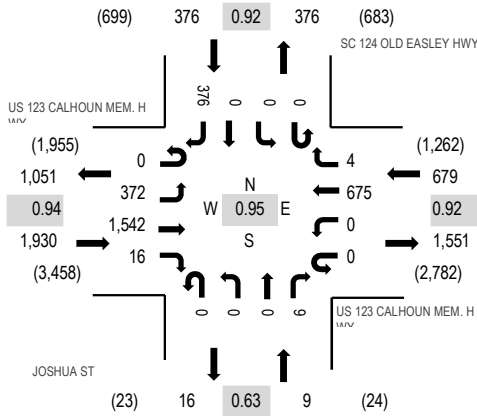 (699) 376 0.92 376 (683)
SC 124 OLD EASLEY HWY
376 0 0 0
US 123 CALHOUN MEM. H
WY
(1,955) 0 4 (1,262)
1,051 372 N 675 679
0.94 1,542 W 0.95 E 0 0.92
1,930 16 S 0 1,551
(3,458) (2,782)
0 0 0 9
US 123 CALHOUN MEM. H
WY
JOSHUA ST
(23) 16 0.63 9 (24)